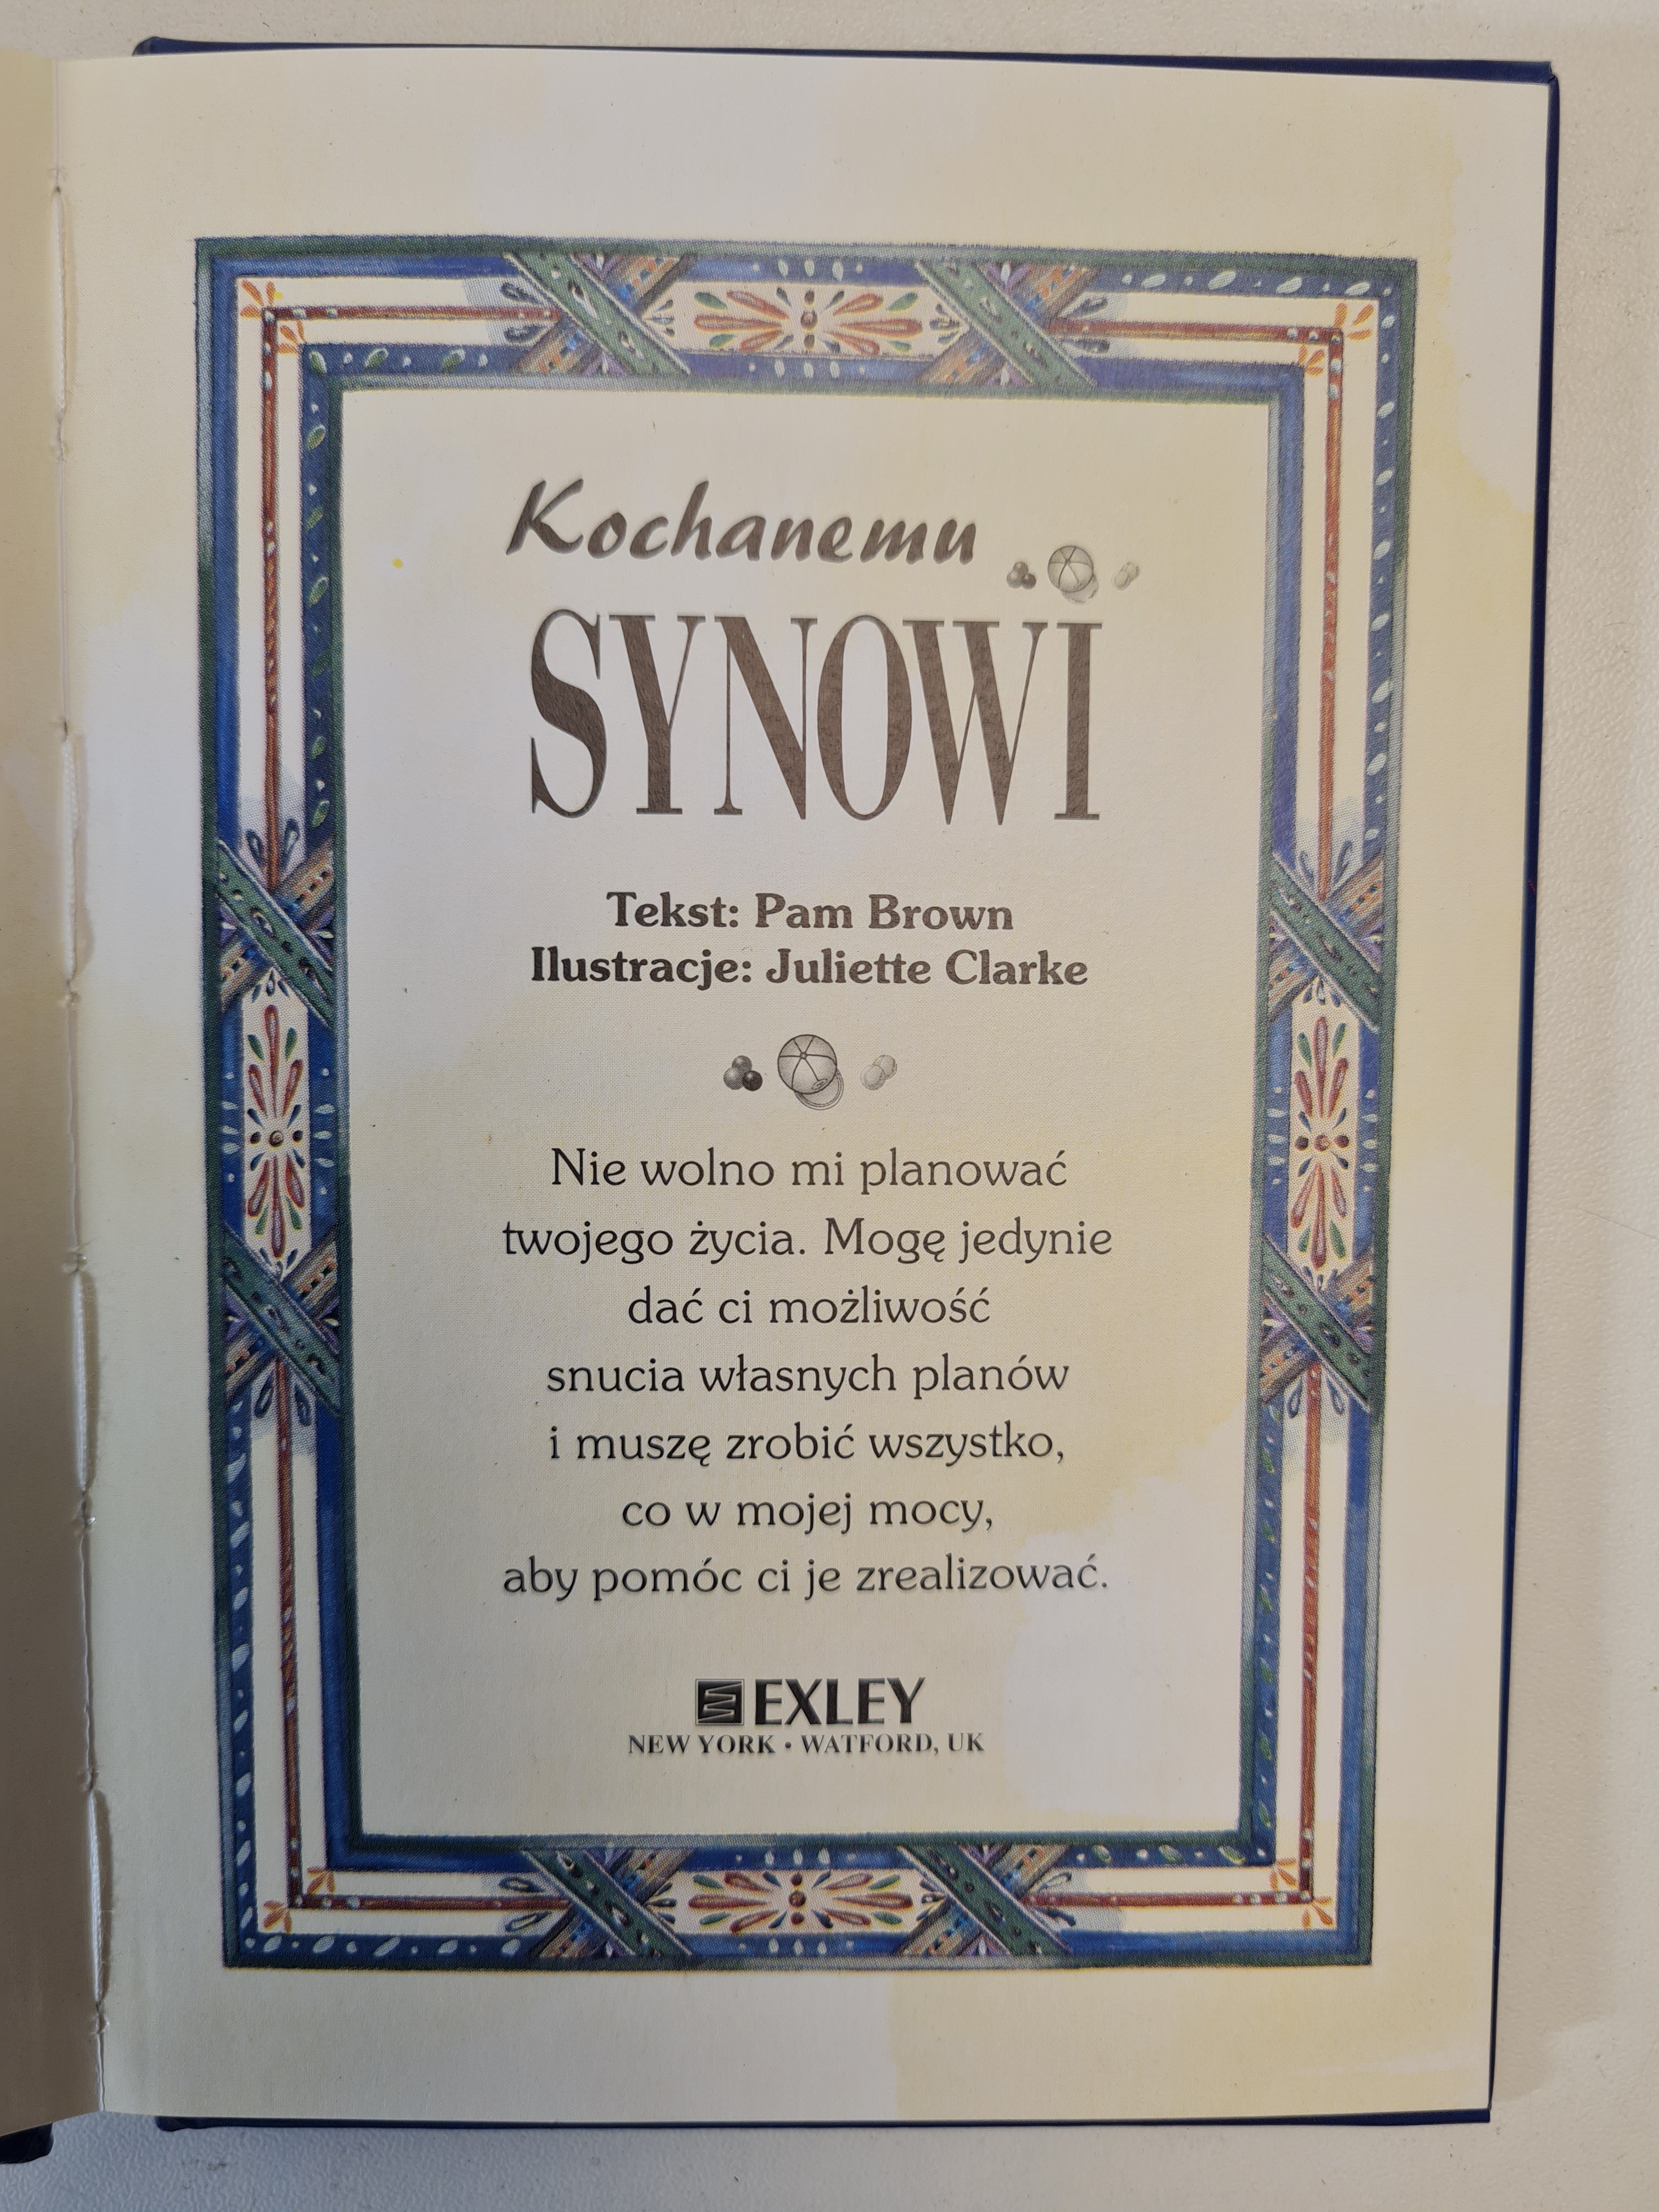 Kochanemu
SYNOWI
Tekst: Pam Brown
Ilustracje: Juliette Clarke
Nie wolno mi planować
twojego życia. Mogę jedynie
dać ci możliwość
snucia własnych planów
i muszę zrobić wszystko,
co w mojej mocy,
aby pomóc ci je zrealizować.
EXLEY
NEW YORK • WATFORD, UK